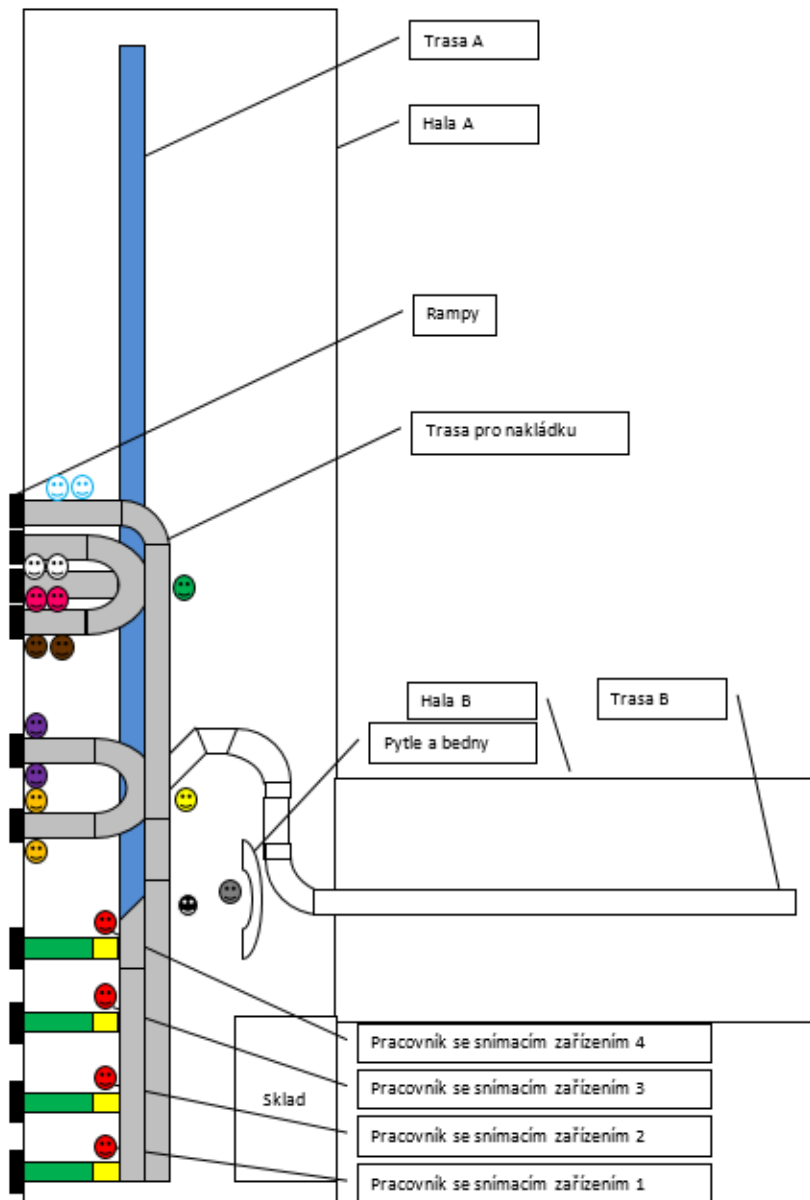 Trasa A
Hala A
Rampy
Trasa pro nakládku
Hala B
Trasa B
Pytle a bedny
Sklad
Pracovník se snímacím zařízením 4
Pracovník se snímacím zařízením 3
Pracovník se snímacím zařízením 2
Pracovník se snímacím zařízením 1